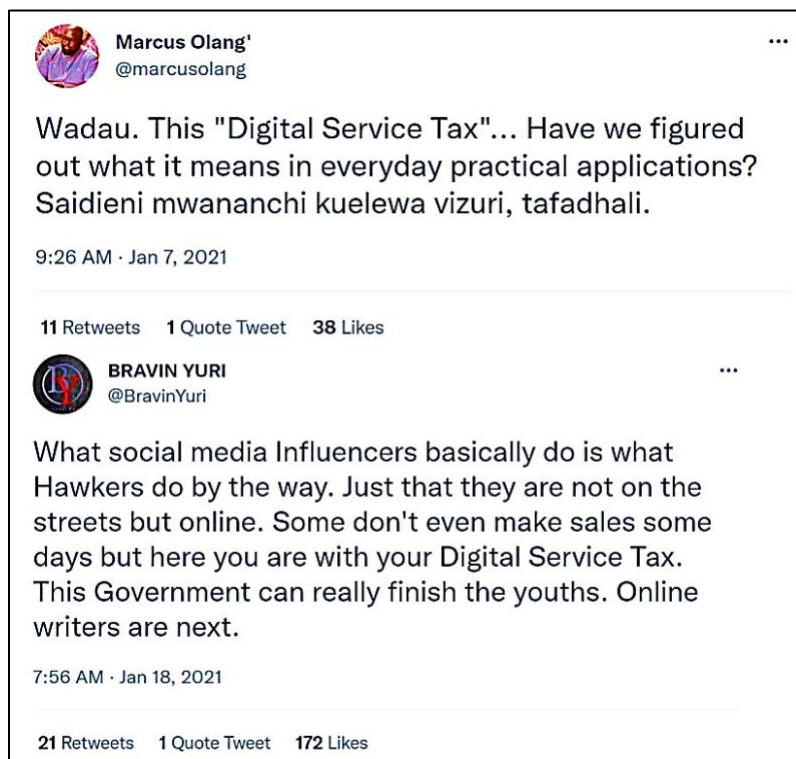 Marcus Olang'
@marcusolang
Wadau. This "Digital Service Tax"... Have we figured
out what it means in everyday practical applications?
Saidieni mwananchi kuelewa vizuri, tafadhali.
9:26 AM · Jan 7, 2021
11 Retweets 1 Quote Tweet 38 Likes
BRAVIN YURI
@BravinYuri
What social media Influencers basically do is what
Hawkers do by the way. Just that they are not on the
streets but online. Some don't even make sales some
days but here you are with your Digital Service Tax.
This Government can really finish the youths. Online
writers are next.
7:56 AM · Jan 18, 2021
21 Retweets 1 Quote Tweet 172 Likes